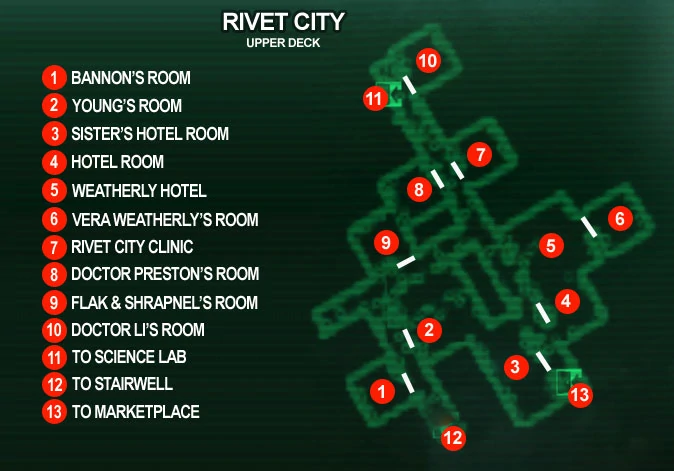 RIVET CITY
UPPER DECK
1 BANNON'S ROOM
2 YOUNG'S ROOM
3 SISTER'S HOTEL ROOM
4 HOTEL ROOM
5 WEATHERLY HOTEL
6 VERA WEATHERLY'S ROOM
7 RIVET CITY CLINIC
8 DOCTOR PRESTON'S ROOM
9 FLAK & SHRAPNEL'S ROOM
10 DOCTOR LI'S ROOM
11 TO SCIENCE LAB
12 TO STAIRWELL
13 TO MARKETPLACE
10
11
7
8
6
9
5
4
2
3
1
13
12